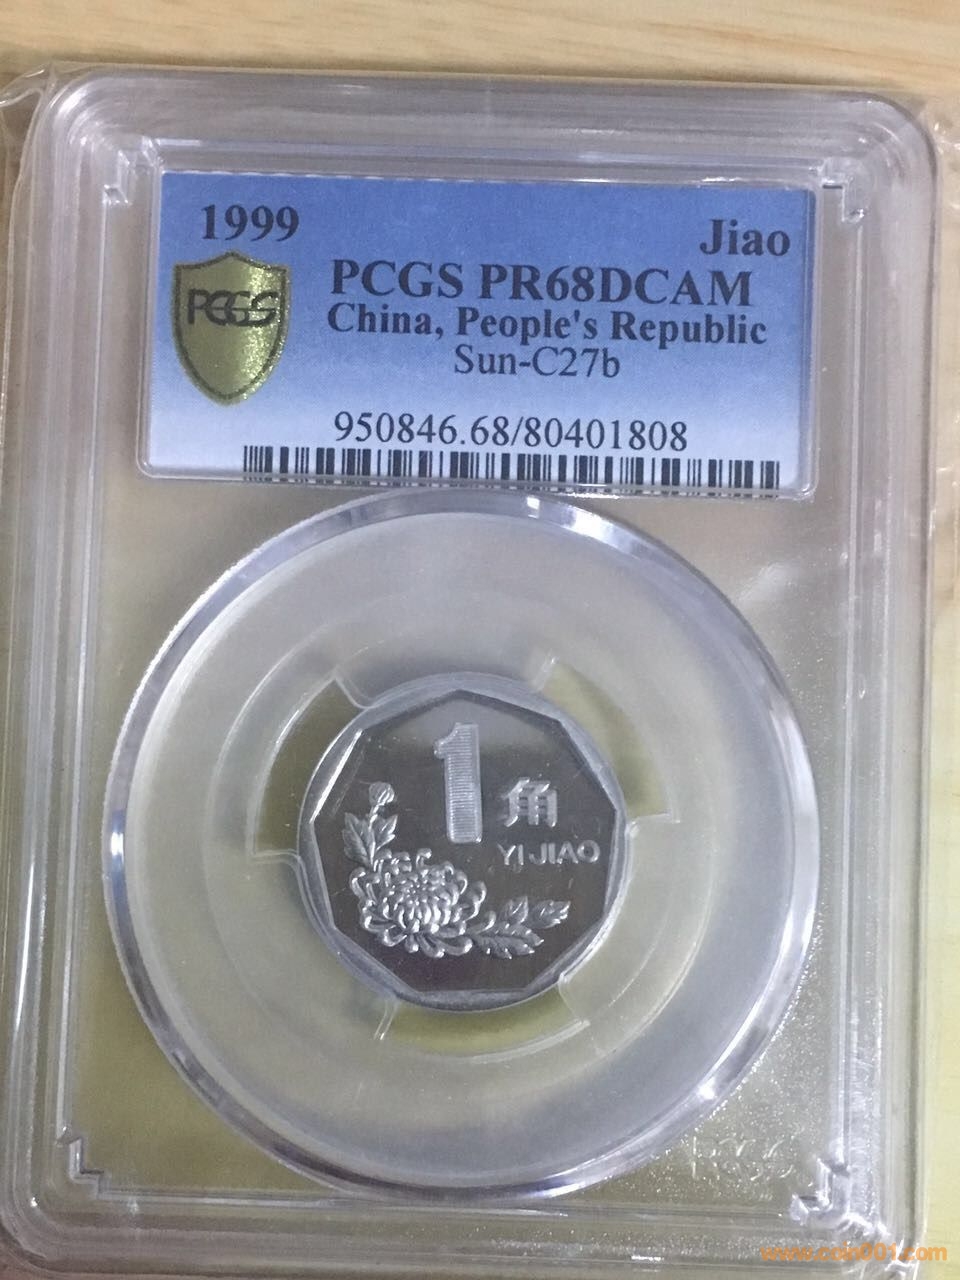 1999
Jiao
PCGS
PCGS PR68DCAM
China, People's Republic
Sun-C27b
950846.68/80401808
1角
YI JIAO
PCGS
www.coin001.com